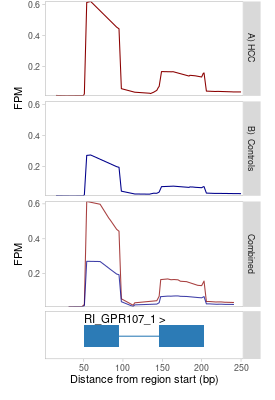 0.6
0.4
0.2
FPM
A) HCC
0.6
0.4
0.2
B) Controls
0.6
0.4
0.2
FPM
Combined
RI_GPR107_1 >
50 100 150 200 250
Distance from region start (bp)